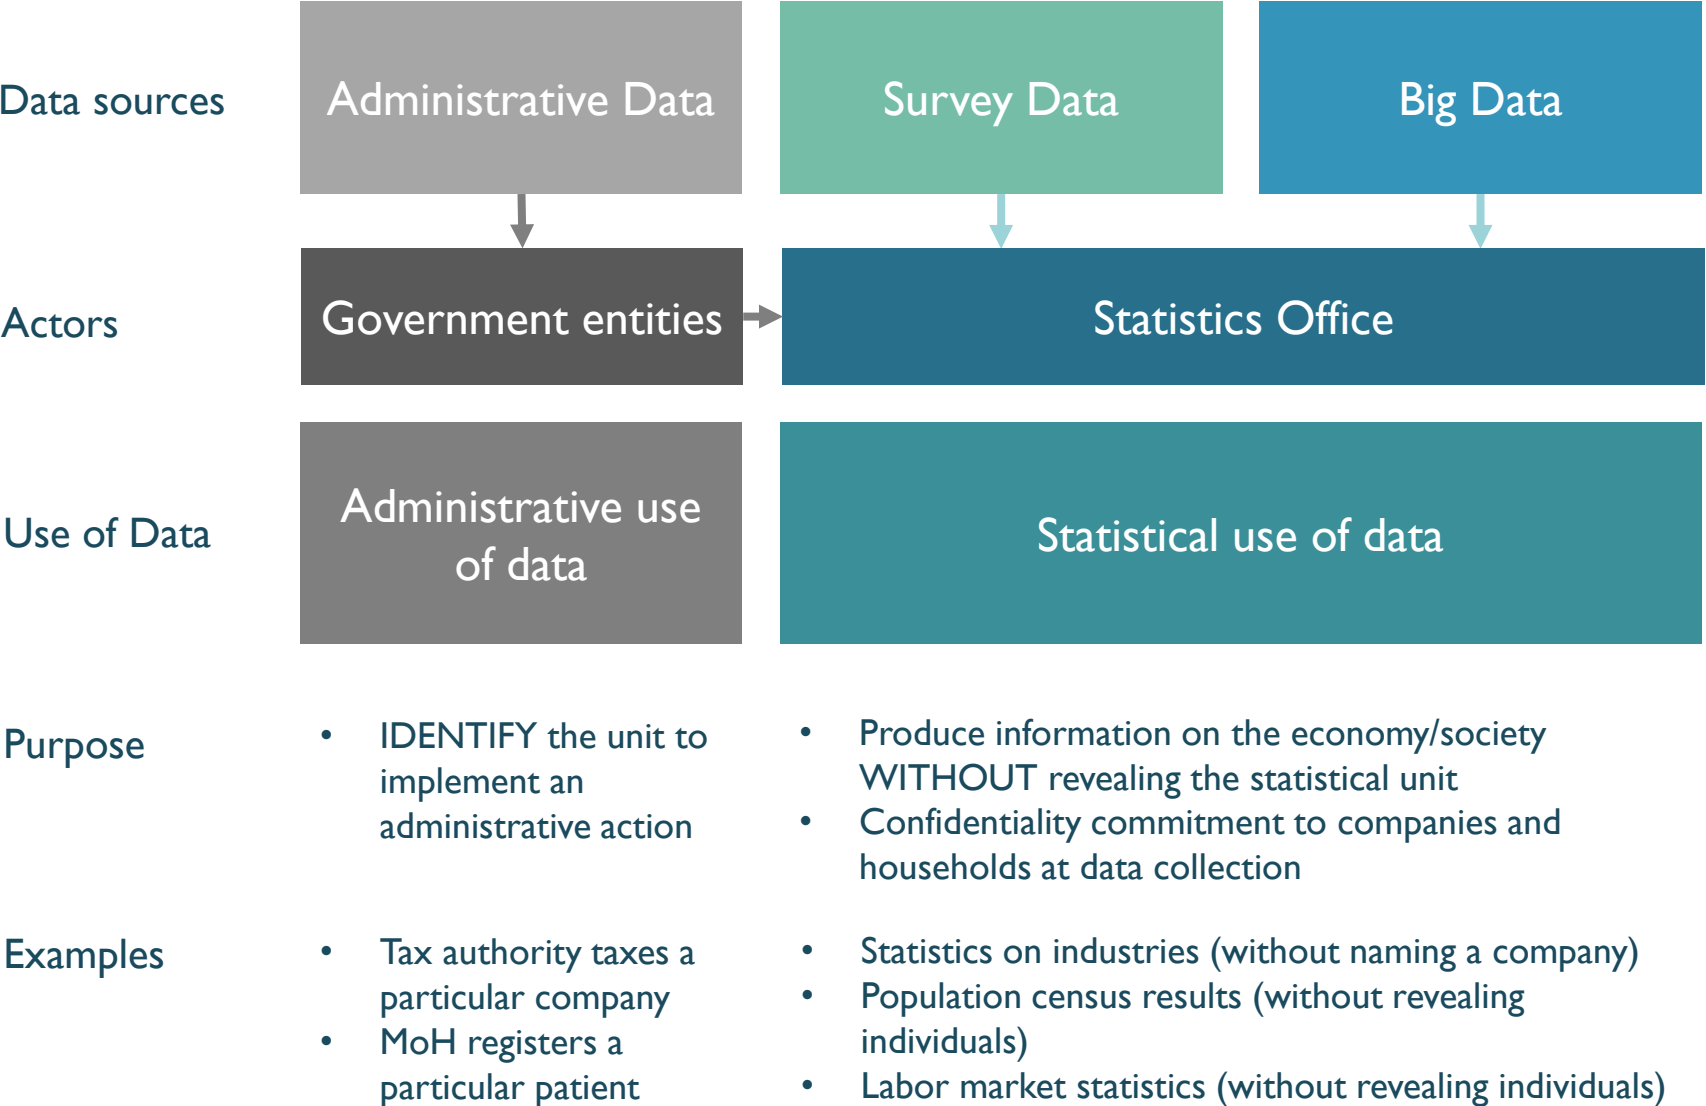 Data sources
Administrative Data
Survey Data
Big Data
Actors
Government entities
Statistics Office
Use of Data
Administrative use
of data
Statistical use of data
Purpose
• IDENTIFY the unit to
implement an
administrative action
• Produce information on the economy/society
WITHOUT revealing the statistical unit
• Confidentiality commitment to companies and
households at data collection
Examples
• Tax authority taxes a
particular company
• MoH registers a
particular patient
• Statistics on industries (without naming a company)
• Population census results (without revealing
individuals)
• Labor market statistics (without revealing individuals)